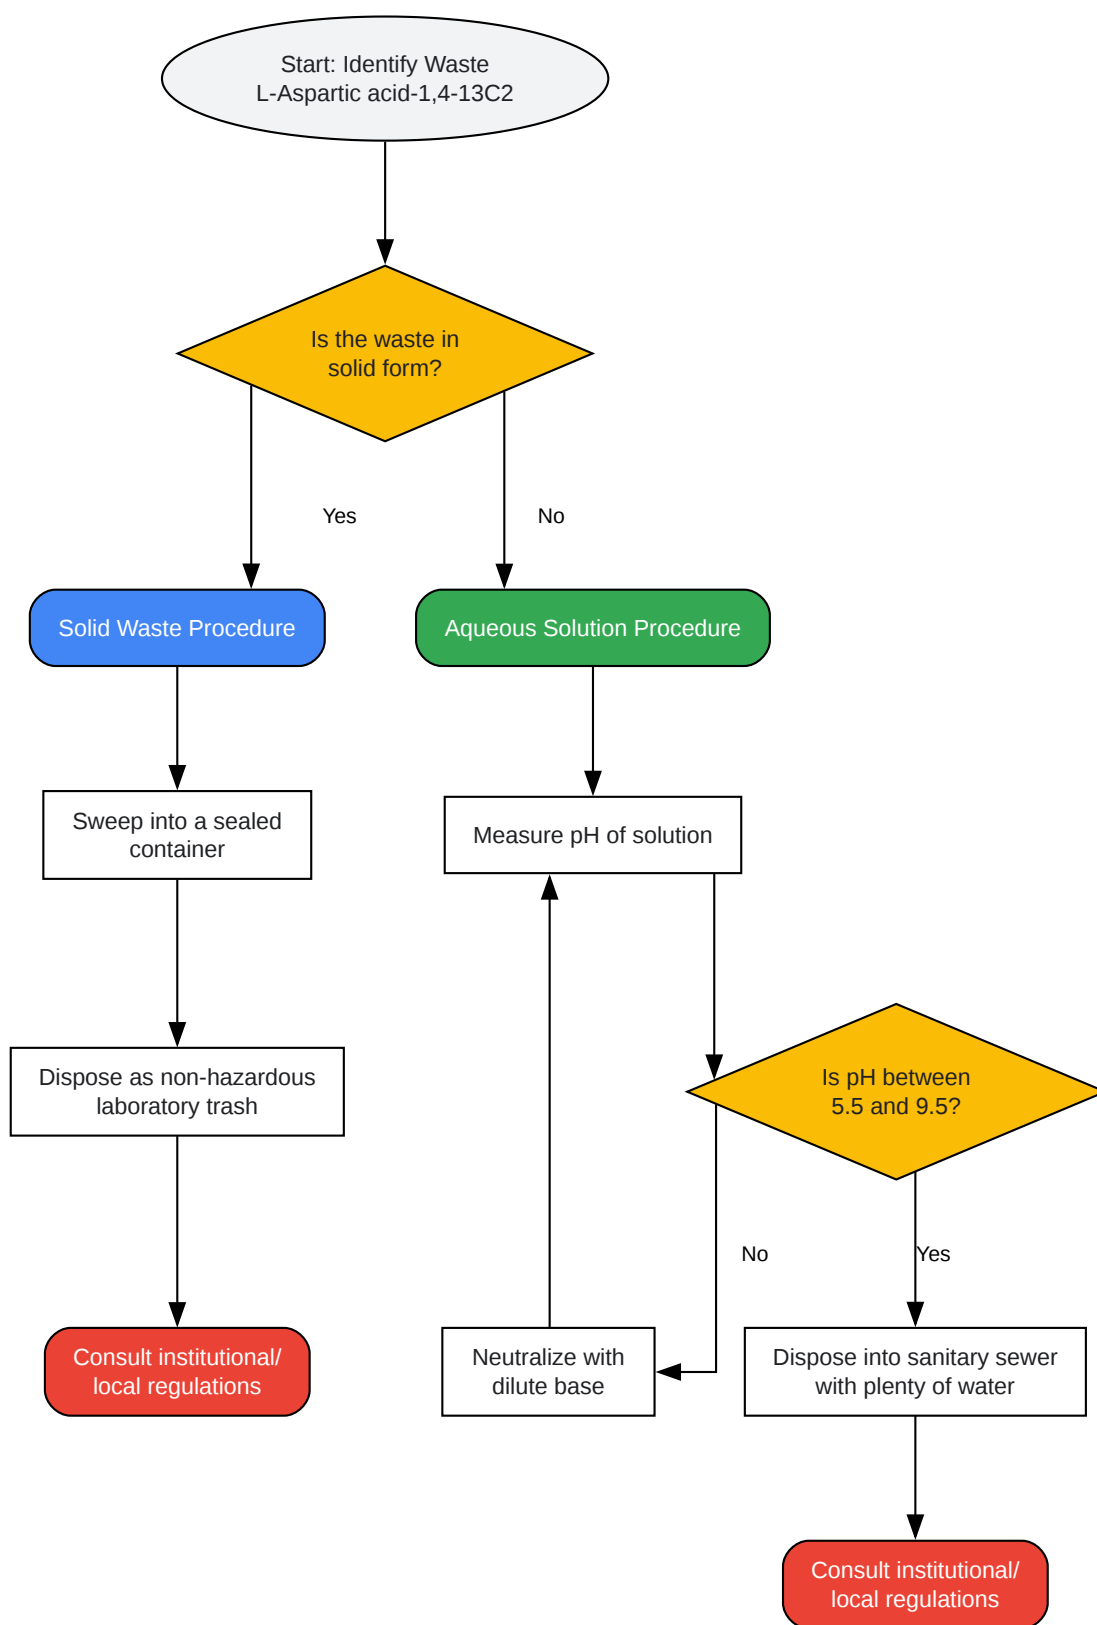 Start: Identify Waste
L-Aspartic acid-1,4-13C2
Is the waste in
solid form?
Yes
No
Solid Waste Procedure
Aqueous Solution Procedure
Sweep into a sealed
container
Measure pH of solution
Dispose as non-hazardous
laboratory trash
Is pH between
5.5 and 9.5?
No
Yes
Consult institutional/
local regulations
Neutralize with
dilute base
Dispose into sanitary sewer
with plenty of water
Consult institutional/
local regulations